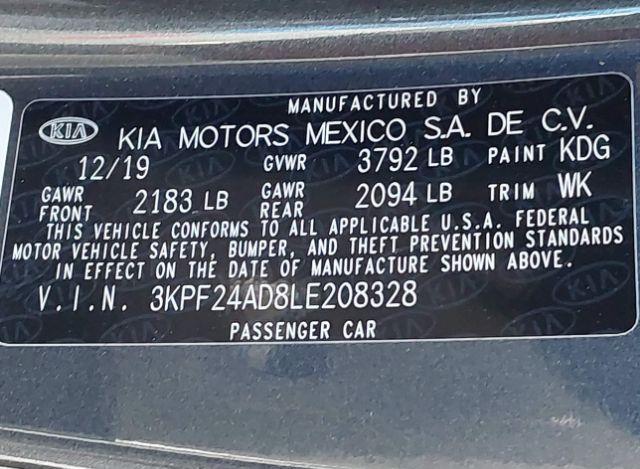 MANUFACTURED BY
KIA KIA MOTORS MEXICO S.A. DE C.V.
12/19 GVWR 3792 LB PAINT KDG
GAWR FRONT 2183 LB GAWR REAR 2094 LB TRIM WK
THIS VEHICLE CONFORMS TO ALL APPLICABLE U.S.A. FEDERAL
MOTOR VEHICLE SAFETY, BUMPER, AND THEFT PREVENTION STANDARDS
IN EFFECT ON THE DATE OF MANUFACTURE SHOWN ABOVE.
V.I.N. 3KPF24AD8LE208328
PASSENGER CAR